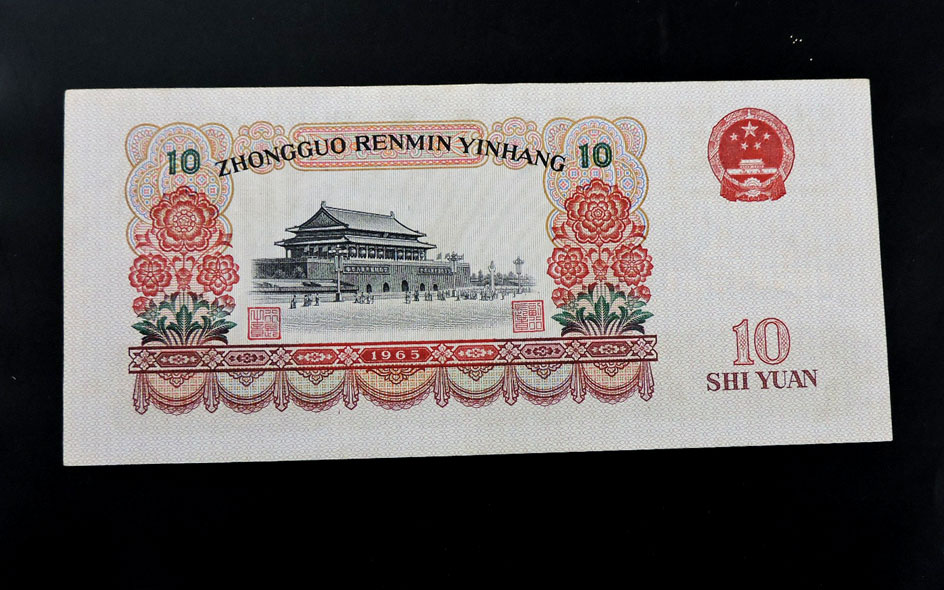 10 ZHONGGUO RENMIN YINHANG 10
1965
10
SHI YUAN